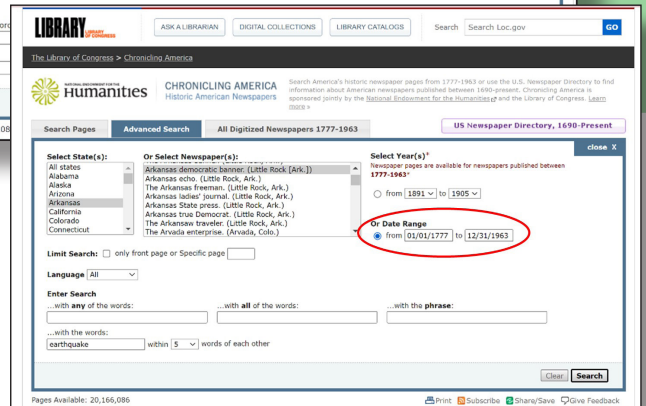 LIBRARY LIBRARY OF CONGRESS
ASK A LIBRARIAN
DIGITAL COLLECTIONS
LIBRARY CATALOGS
Search
Search Loc.gov
GO
The Library of Congress > Chronicling America
NATIONAL ENDOWMENT FOR THE
Humanities
CHRONICLING AMERICA
Historic American Newspapers
Search America's historic newspaper pages from 1777-1963 or use the U.S. Newspaper Directory to find
information about American newspapers published between 1690-present. Chronicling America is
sponsored jointly by the National Endowment for the Humanities and the Library of Congress. Learn
more »
Search Pages
Advanced Search
All Digitized Newspapers 1777-1963
US Newspaper Directory, 1690-Present
close X
Select State(s):
All states
Alabama
Alaska
Arizona
Arkansas
California
Colorado
Connecticut
Or Select Newspaper(s):
Arkansas democratic banner. (Little Rock [Ark.])
Arkansas echo. (Little Rock, Ark.)
The Arkansas freeman. (Little Rock, Ark.)
Arkansas ladies' journal. (Little Rock, Ark.)
Arkansas State press. (Little Rock, Ark.)
Arkansas true Democrat. (Little Rock, Ark.)
The Arkansaw traveler. (Little Rock, Ark.)
The Arvada enterprise. (Arvada, Colo.)
Select Year(s)*
Newspaper pages are available for newspapers published between
1777-1963*
from 1891 to 1905
Or Date Range
from 01/01/1777 to 12/31/1963
Limit Search: only front page or Specific page
Language All
Enter Search
...with any of the words:
...with all of the words:
...with the phrase:
...with the words:
earthquake within 5 words of each other
Clear
Search
Pages Available: 20,166,086
Print Subscribe Share/Save Give Feedback